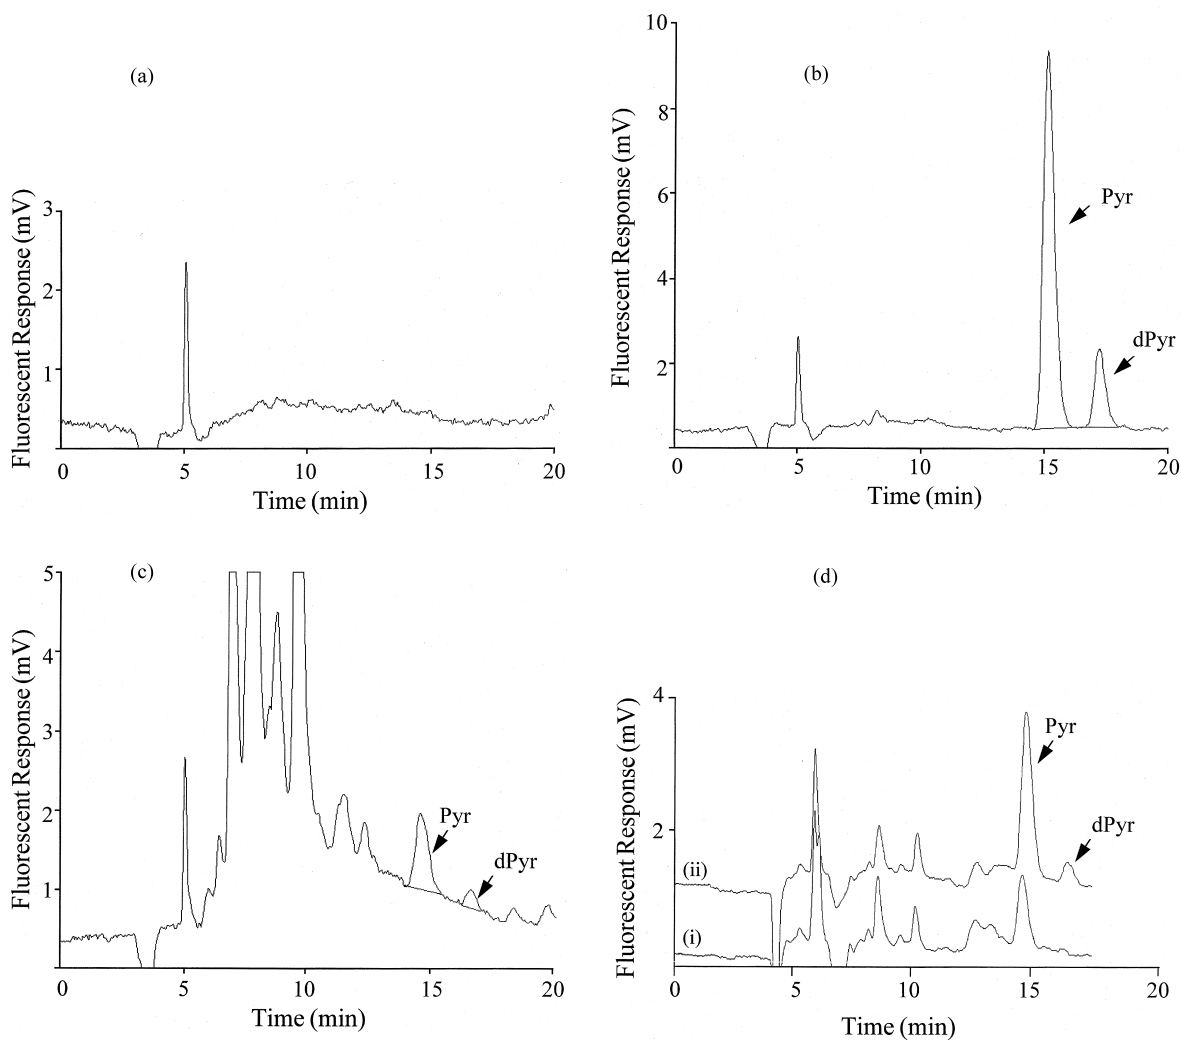 (a)
Fluorescent Response (mV)
3
2
1
0 5 10 15 20
Time (min)
(b)
Fluorescent Response (mV)
10
8
6
4
2
Pyr
dPyr
0 5 10 15 20
Time (min)
(c)
Fluorescent Response (mV)
5
4
3
2
1
Pyr
dPyr
0 5 10 15 20
Time (min)
(d)
Fluorescent Response (mV)
4
2
Pyr
dPyr
(ii)
(i)
0 5 10 15 20
Time (min)